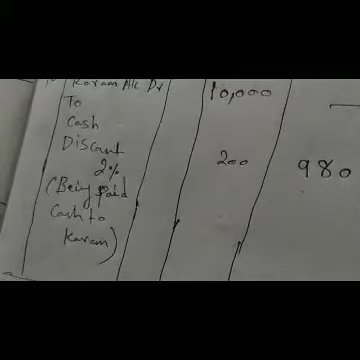 Karam A/c Dr 10,000
To
Cash
Discount
2% 200 980
(Being paid
Cash to
Karam)